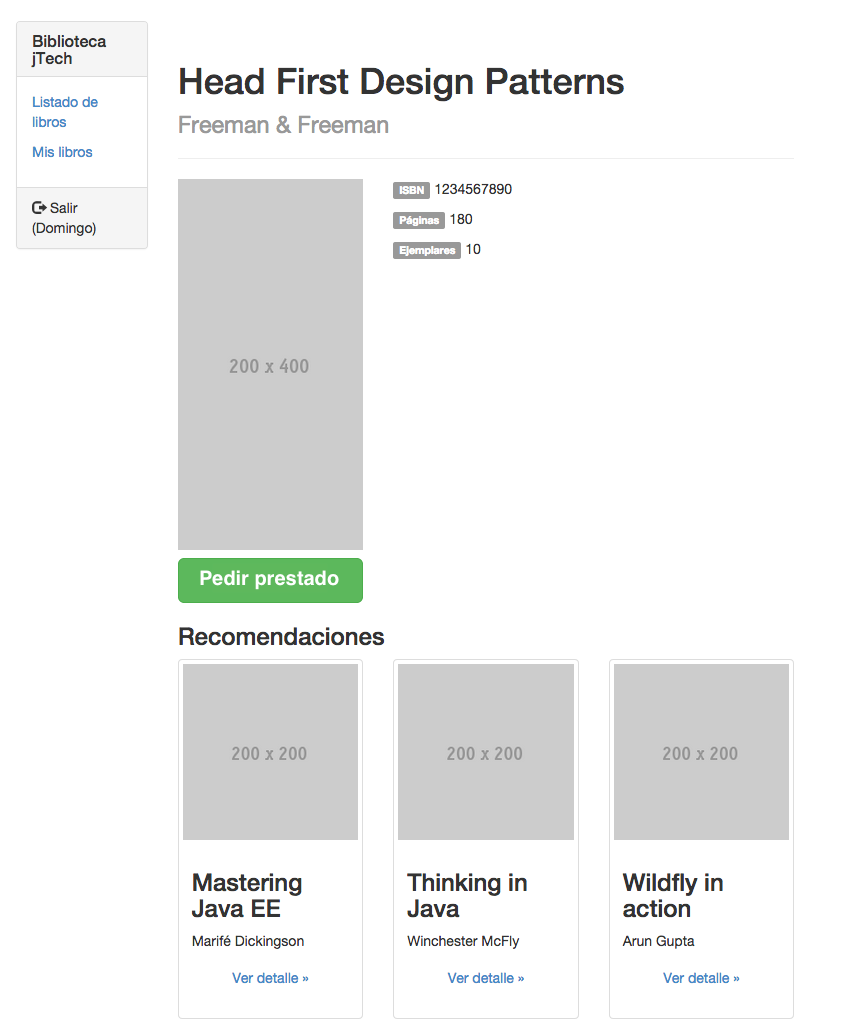 Biblioteca
jTech
Listado de
libros
Mis libros
Salir
(Domingo)
Head First Design Patterns
Freeman & Freeman
ISBN 1234567890
Páginas 180
Ejemplares 10
200 x 400
Pedir prestado
Recomendaciones
200 x 200
Mastering
Java EE
Marifé Dickingson
Ver detalle »
200 x 200
Thinking in
Java
Winchester McFly
Ver detalle »
200 x 200
Wildfly in
action
Arun Gupta
Ver detalle »